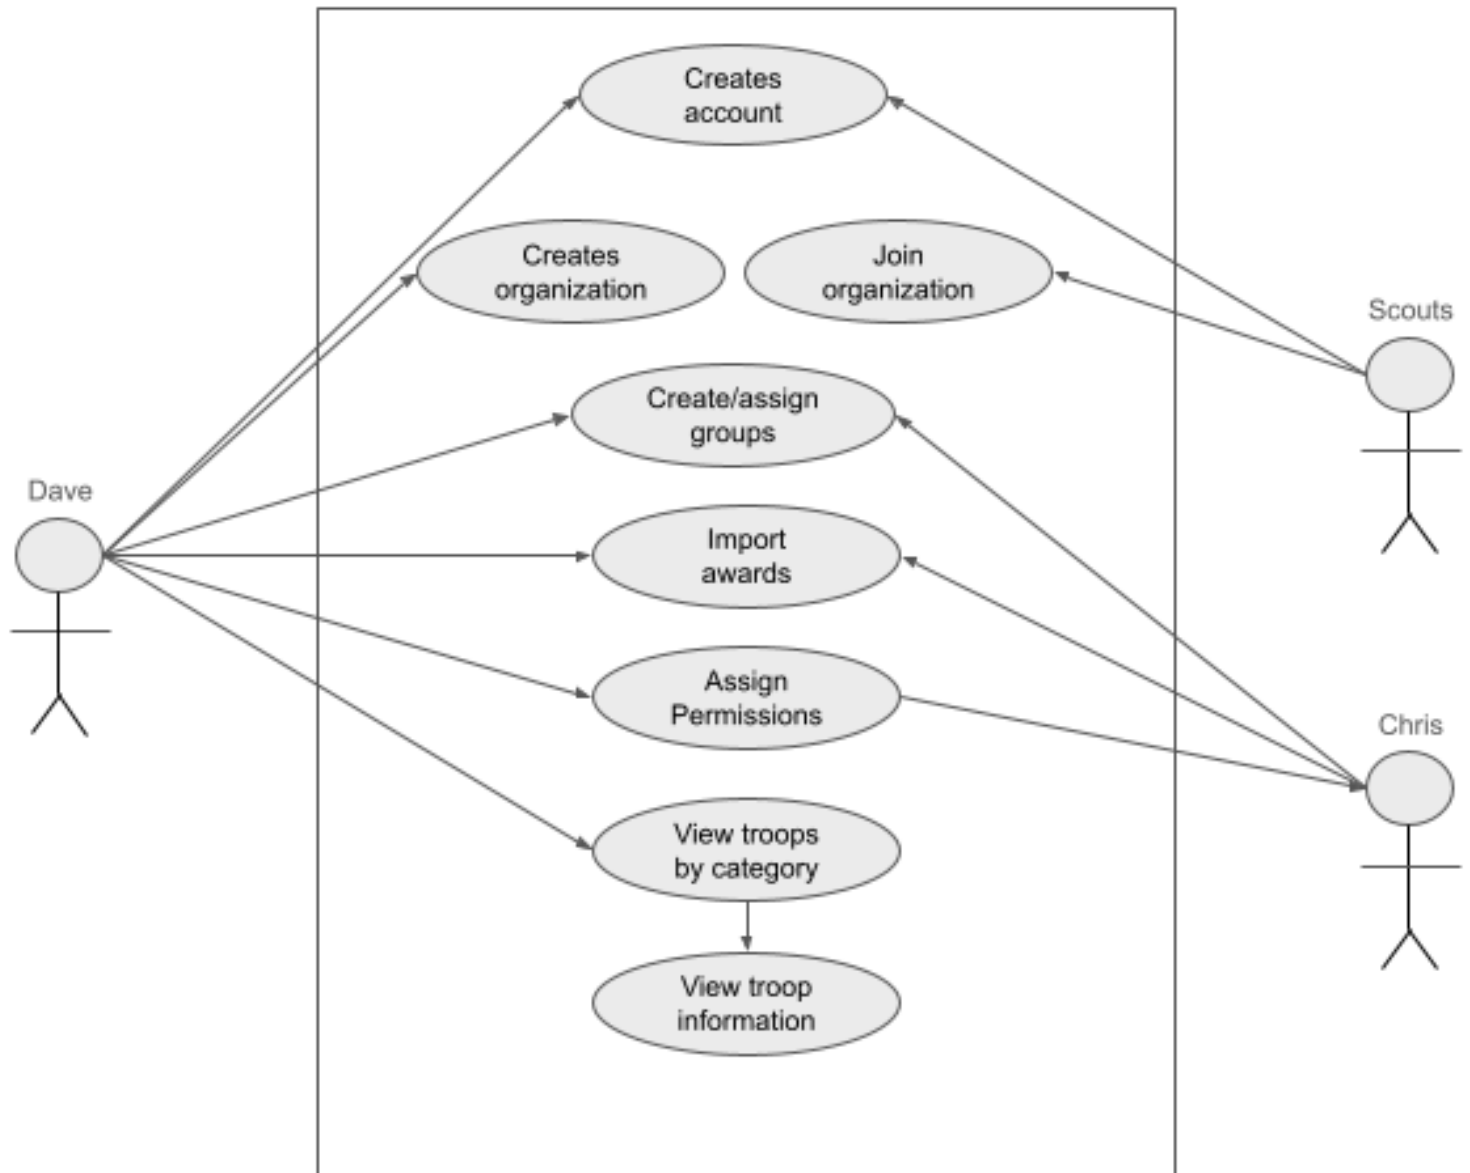 Creates
account
Creates
organization
Join
organization
Scouts
Create/assign
groups
Dave
Import
awards
Assign
Permissions
Chris
View troops
by category
View troop
information